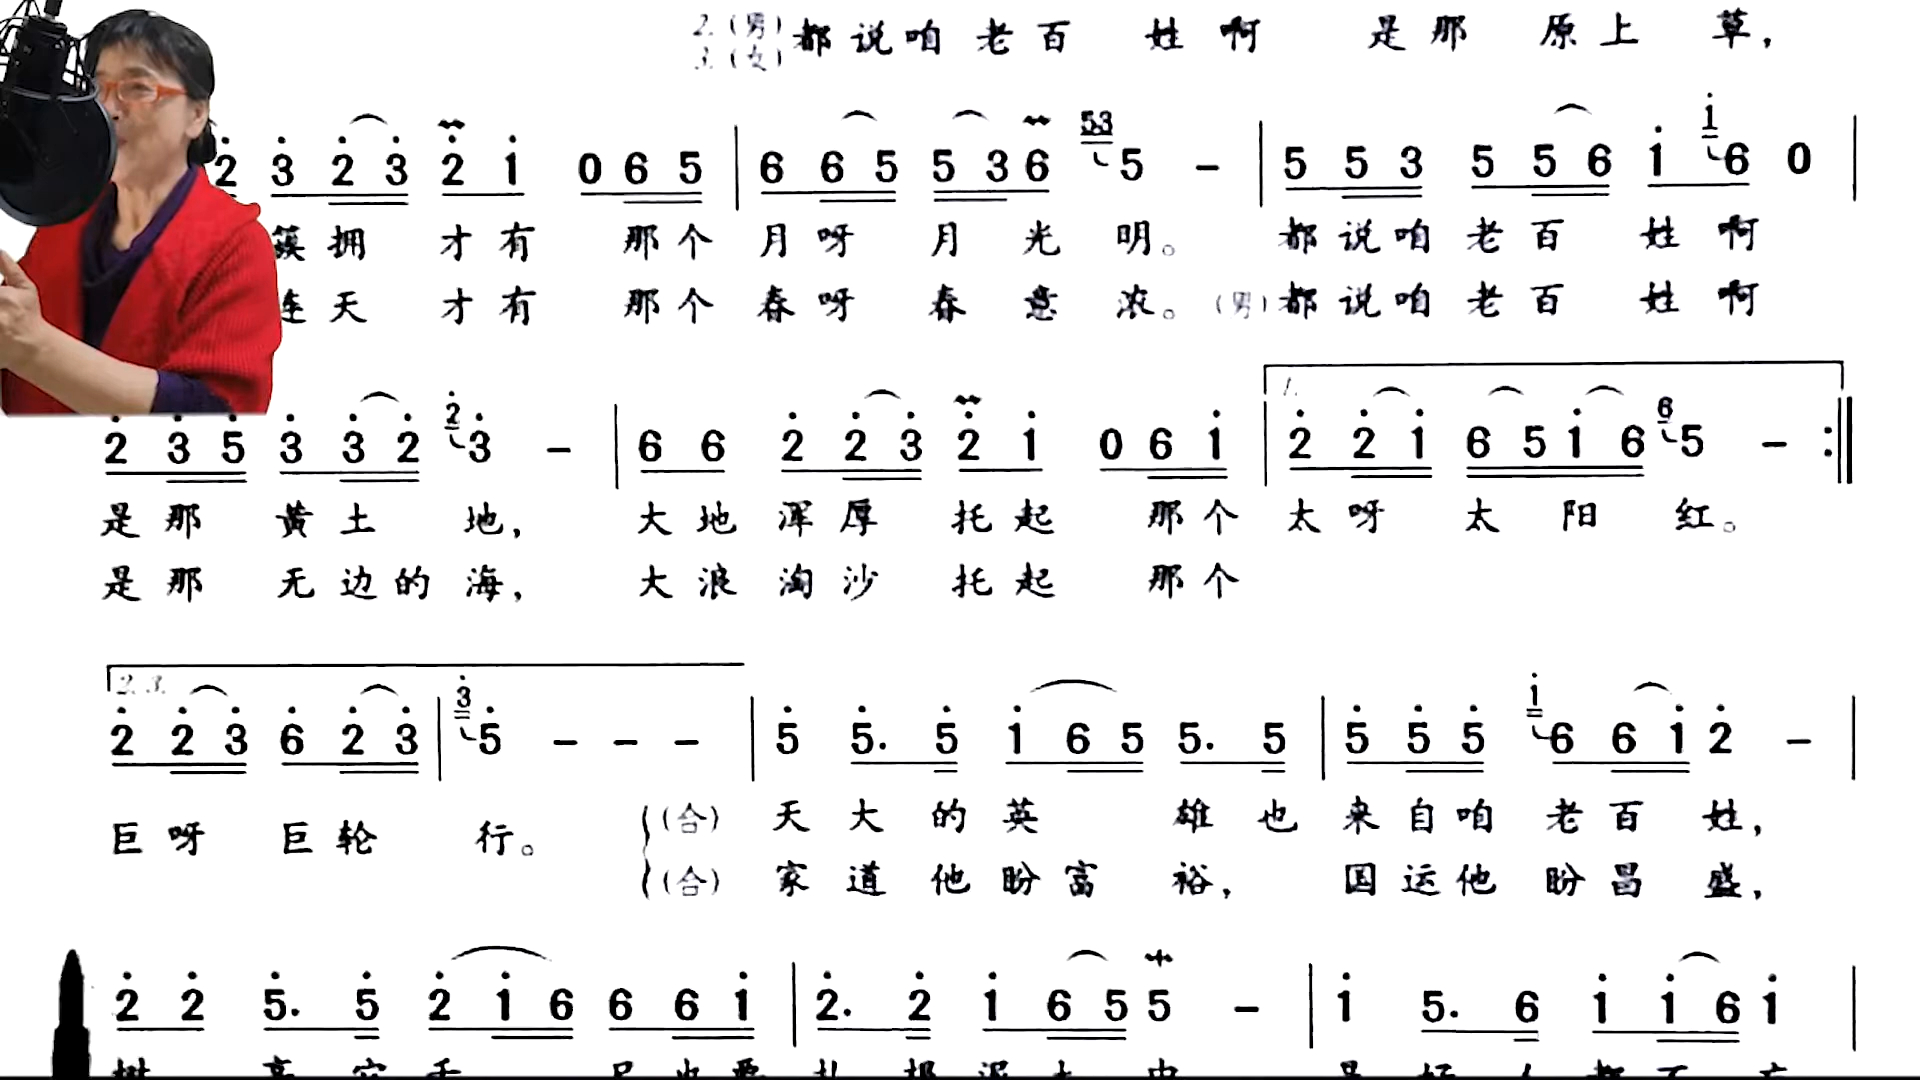 2.(男)都说咱老百姓啊是那原上草,
3.(女)
2 3 2 3 2 1 0 6 5 | 6 6 5 5 3 6 53 5 - | 5 5 3 5 5 6 1 1 6 0 |
簇拥才有那个月呀月光明。都说咱老百姓啊
连天才有那个春呀春意浓。(男)都说咱老百姓啊
1.
2 3 5 3 3 2 2 3 - | 6 6 2 2 3 2 1 0 6 1 | 2 2 1 6 5 1 6 6 5 - :||
是那黄土地,大地浑厚托起那个太呀太阳红。
是那无边的海,大浪淘沙托起那个
2. 3.
2 2 3 6 2 3 | 3 5 - - - | 5 5. 5 1 6 5 5. 5 | 5 5 5 1 6 6 1 2 - |
巨呀巨轮行。(合)天大的英雄也来自咱老百姓,
(合)家道他盼富裕,国运他盼昌盛,
2 2 5. 5 2 1 6 6 6 1 | 2. 2 1 6 5 5 - | 1 5. 6 1 1 6 1 |